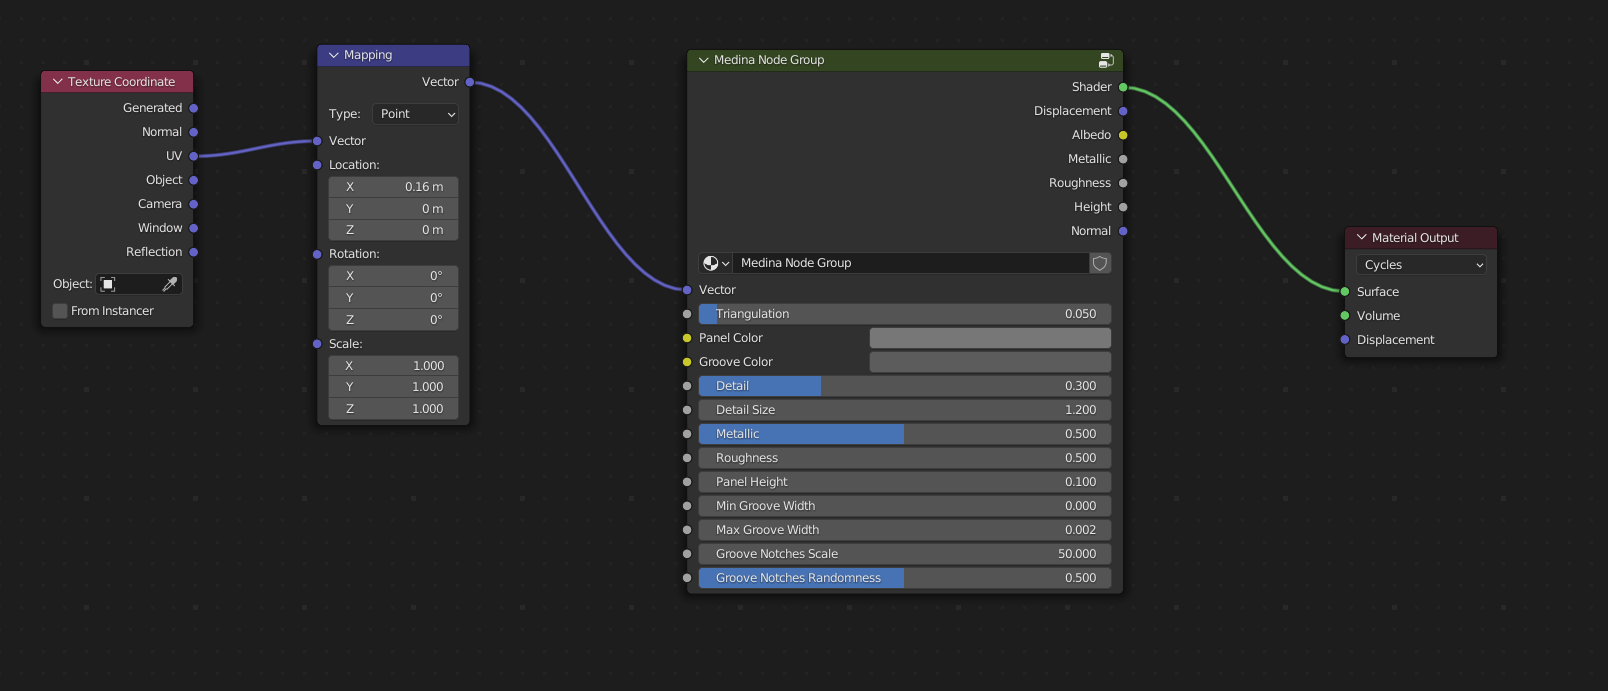 Texture Coordinate
Generated
Normal
UV
Object
Camera
Window
Reflection
Object:
From Instancer
Mapping
Vector
Type: Point
Vector
Location:
X 0.16 m
Y 0 m
Z 0 m
Rotation:
X 0°
Y 0°
Z 0°
Scale:
X 1.000
Y 1.000
Z 1.000
Medina Node Group
Shader
Displacement
Albedo
Metallic
Roughness
Height
Normal
Medina Node Group
Vector
Triangulation 0.050
Panel Color
Groove Color
Detail 0.300
Detail Size 1.200
Metallic 0.500
Roughness 0.500
Panel Height 0.100
Min Groove Width 0.000
Max Groove Width 0.002
Groove Notches Scale 50.000
Groove Notches Randomness 0.500
Material Output
Cycles
Surface
Volume
Displacement